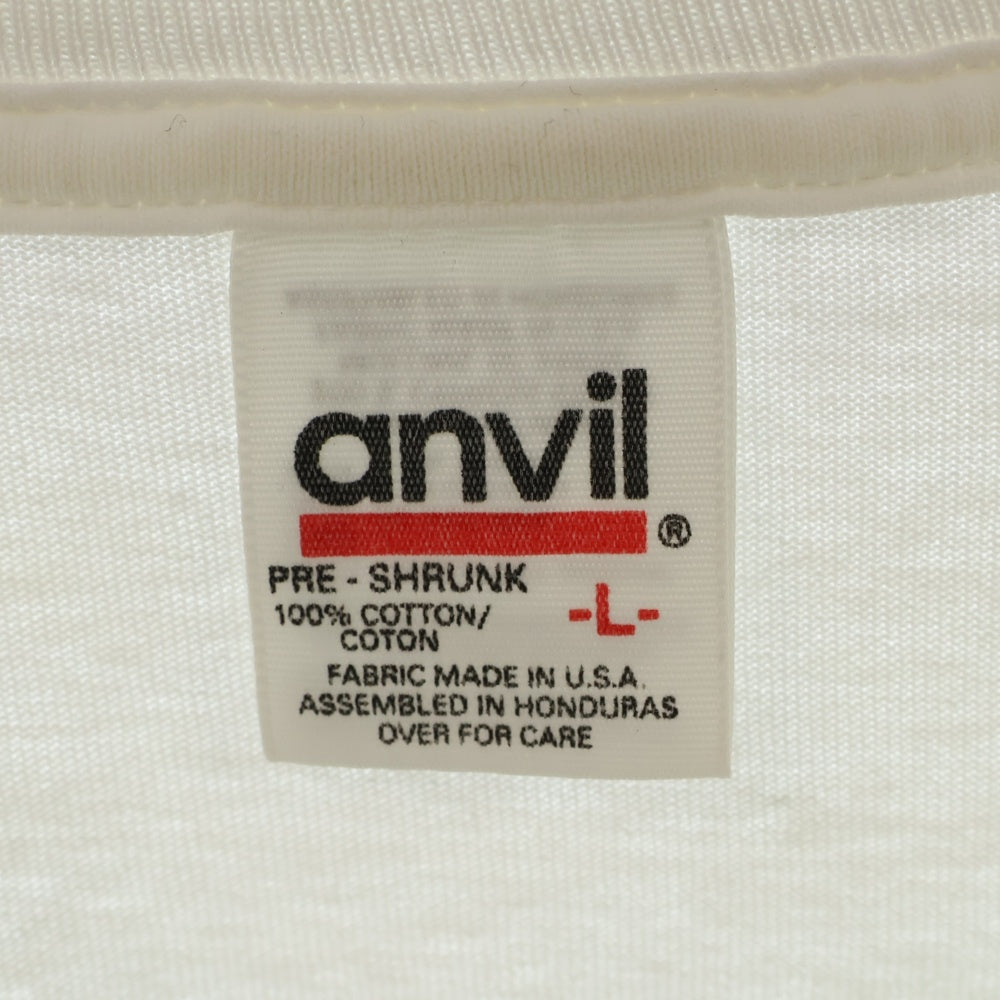 anvil
®
PRE - SHRUNK
100% COTTON/
COTON
-L-
FABRIC MADE IN U.S.A.
ASSEMBLED IN HONDURAS
OVER FOR CARE